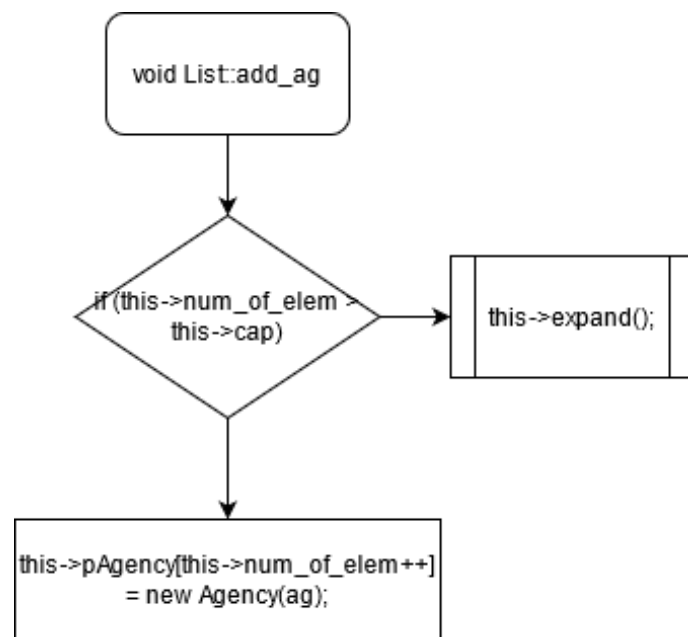 void List::add_ag
if (this->num_of_elem >
this->cap)
this->expand();
this->pAgency[this->num_of_elem++]
= new Agency(ag);